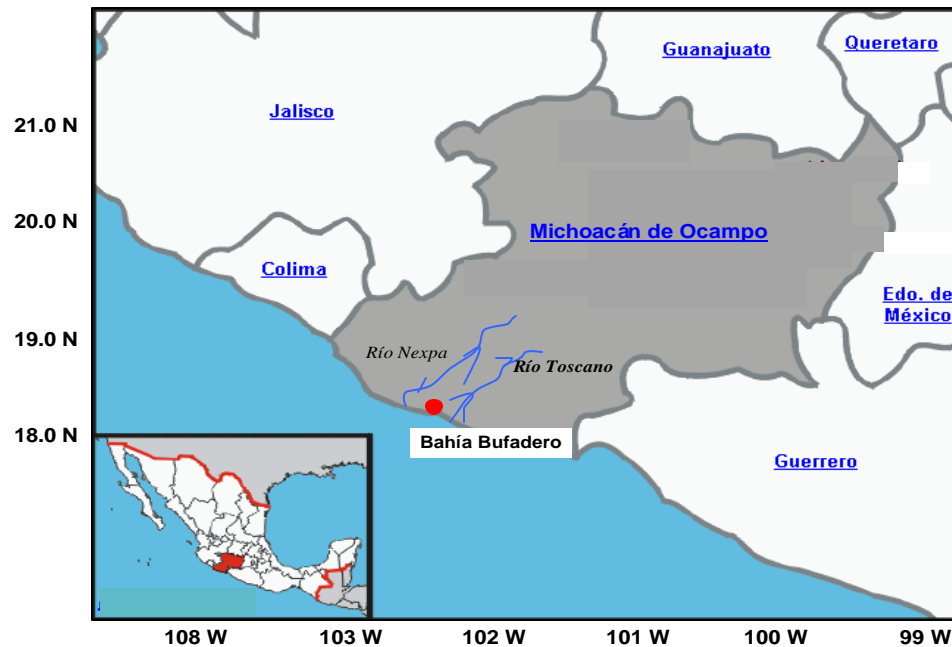 Guanajuato
Queretaro
Jalisco
21.0 N
20.0 N
Michoacán de Ocampo
Colima
Edo. de
México
19.0 N
Río Nexpa
Río Toscano
18.0 N
Bahía Bufadero
Guerrero
108 W
103 W
102 W
101 W
100 W
99 W